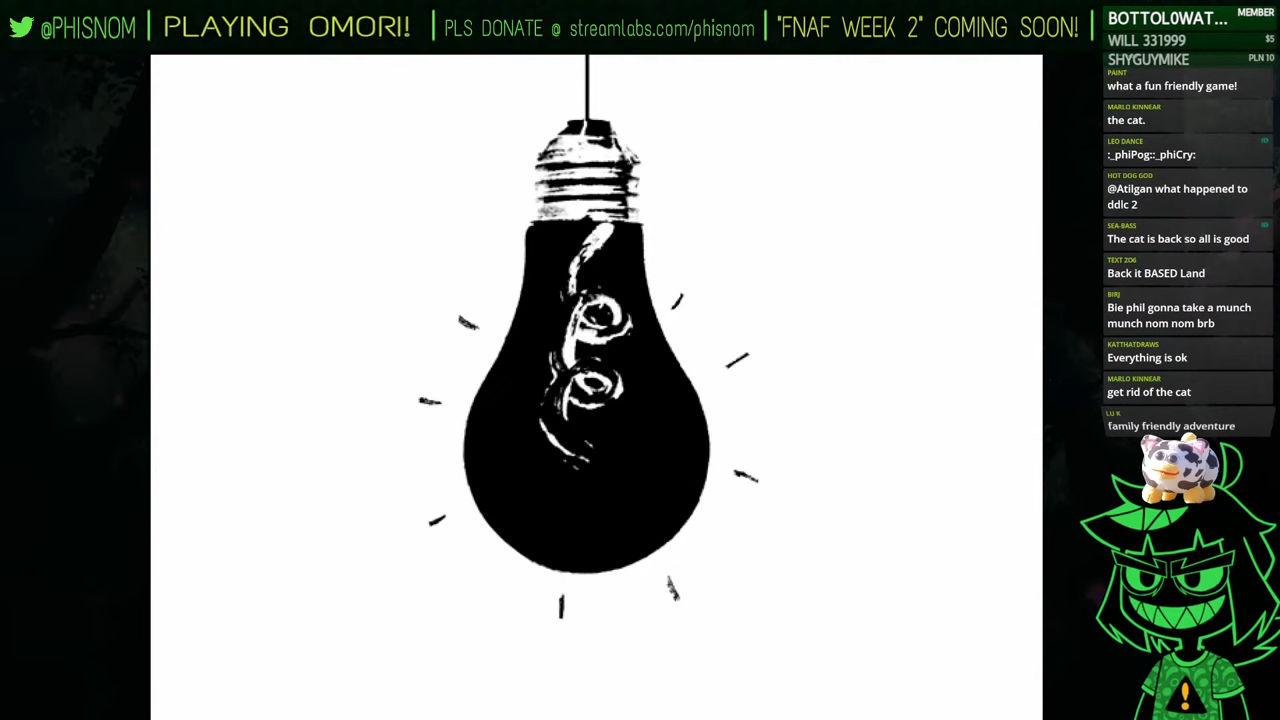 @PHISNOM
PLAYING OMORI!
PLS DONATE @ streamlabs.com/phisnom
"FNAF WEEK 2" COMING SOON!
BOTTOL0WAT... MEMBER
WILL 331999 $5
SHYGUYMIKE PLN 10
PAINT
what a fun friendly game!
MARLO KINNEAR
the cat.
LEO DANCE
:_phiPog::_phiCry:
HOT DOG GOD
@Atilgan what happened to
ddlc 2
SEA-BASS
The cat is back so all is good
TEXT 2O6
Back it BASED Land
BIRJ
Bie phil gonna take a munch
munch nom nom brb
KATTHATDRAWS
Everything is ok
MARLO KINNEAR
get rid of the cat
LU K
family friendly adventure